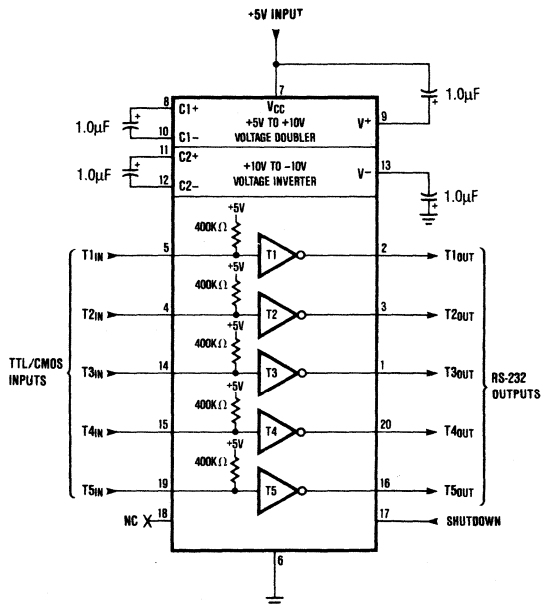 +5V INPUT
7
VCC
8
C1+
+5V TO +10V
VOLTAGE DOUBLER
V+
9
1.0µF
+
1.0µF
+
10
C1−
11
C2+
+10V TO −10V
VOLTAGE INVERTER
V−
13
1.0µF
+
12
C2−
1.0µF
+
+5V
400KΩ
T1IN
5
T1
2
T1OUT
+5V
400KΩ
T2IN
4
T2
3
T2OUT
+5V
400KΩ
TTL/CMOS
INPUTS
T3IN
14
T3
1
T3OUT
RS-232
OUTPUTS
+5V
400KΩ
T4IN
15
T4
20
T4OUT
+5V
400KΩ
T5IN
19
T5
16
T5OUT
NC
18
17
SHUTDOWN
6